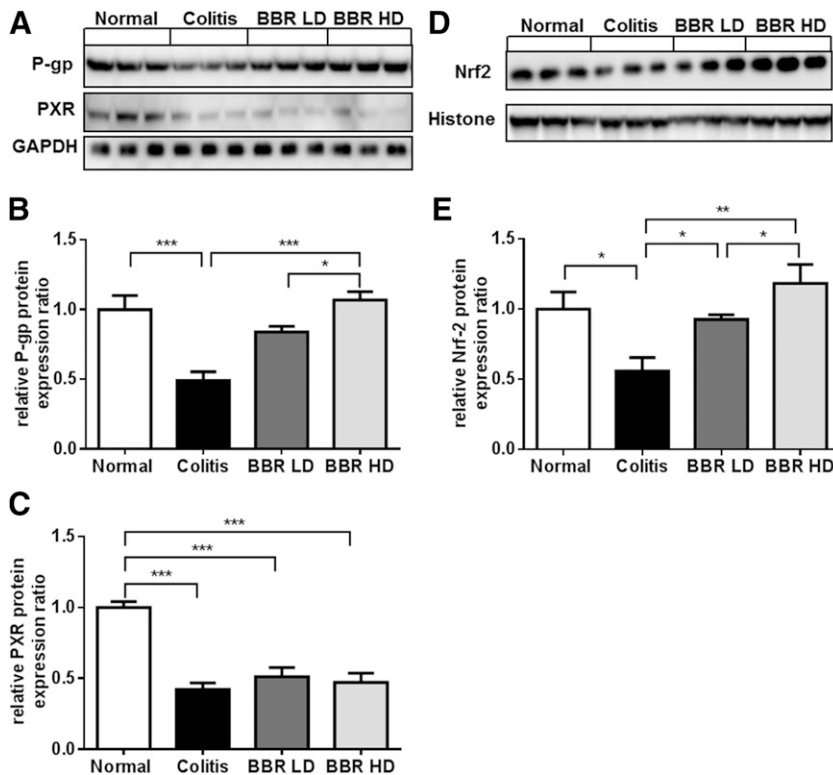 A
Normal Colitis BBR LD BBR HD
P-gp
PXR
GAPDH
B
relative P-gp protein
expression ratio
1.5
1.0
0.5
0.0
***
***
*
Normal Colitis BBR LD BBR HD
C
relative PXR protein
expression ratio
1.5
1.0
0.5
0.0
***
***
***
Normal Colitis BBR LD BBR HD
D
Normal Colitis BBR LD BBR HD
Nrf2
Histone
E
relative Nrf-2 protein
expression ratio
1.5
1.0
0.5
0.0
**
*
*
*
Normal Colitis BBR LD BBR HD